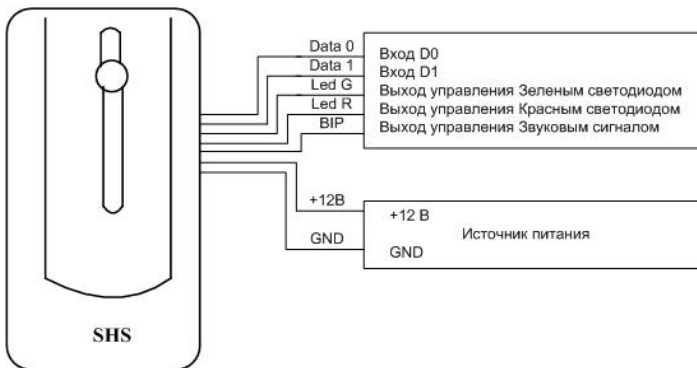 Data 0
Вход D0
Data 1
Вход D1
Led G
Выход управления Зеленым светодиодом
Led R
Выход управления Красным светодиодом
BIP
Выход управления Звуковым сигналом
+12В
+12 В
Источник питания
GND
GND
SHS